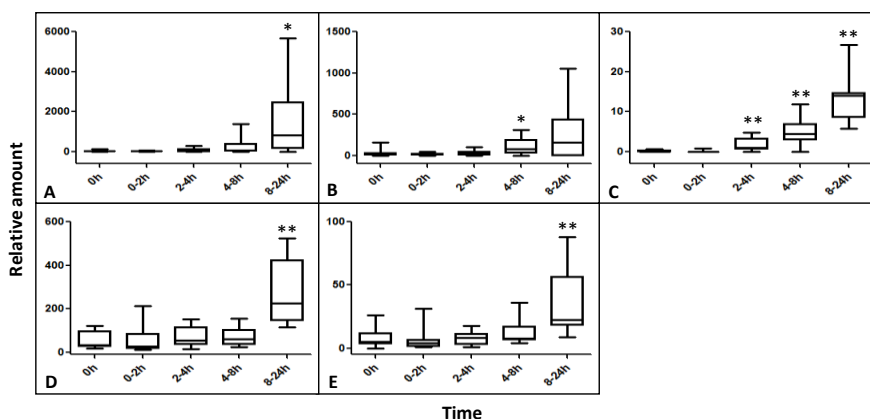 Relative amount
6000
4000
2000
0
*
A
0h
0-2h
2-4h
4-8h
8-24h
1500
1000
500
0
*
B
0h
0-2h
2-4h
4-8h
8-24h
30
20
10
0
**
**
**
C
0h
0-2h
2-4h
4-8h
8-24h
600
400
200
0
**
D
0h
0-2h
2-4h
4-8h
8-24h
100
50
0
**
E
0h
0-2h
2-4h
4-8h
8-24h
Time